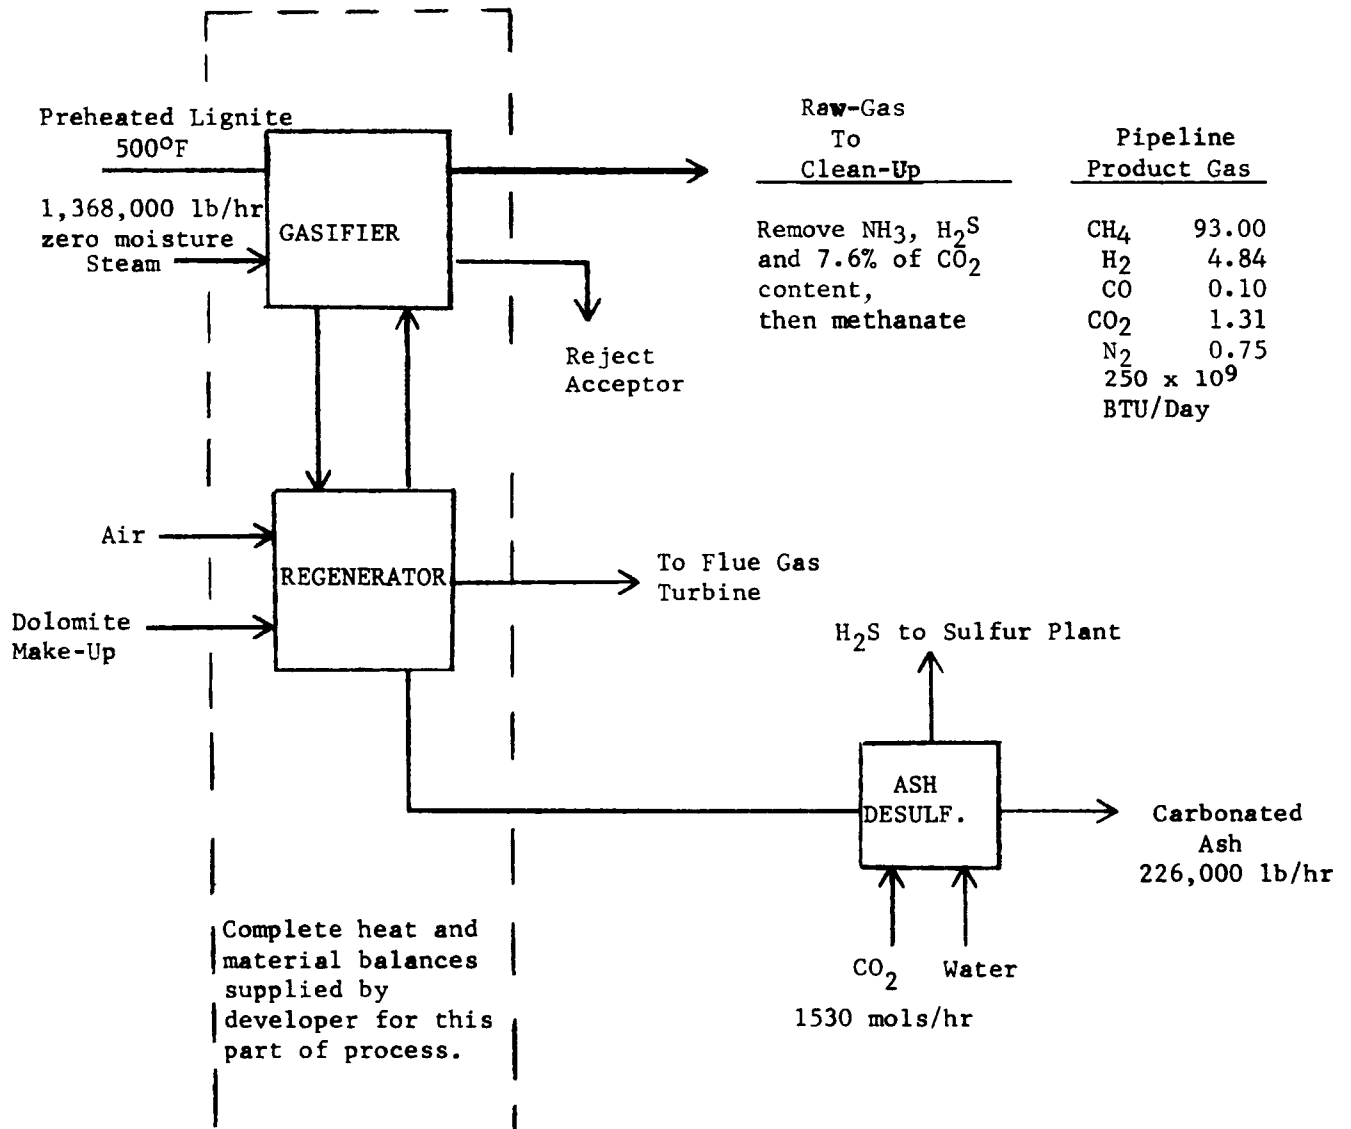 Preheated Lignite
500°F
1,368,000 lb/hr
zero moisture
Steam
GASIFIER
Reject
Acceptor
Raw-Gas
To
Clean-Up
Remove NH3, H2S
and 7.6% of CO2
content,
then methanate
Pipeline
Product Gas
CH4 93.00
H2 4.84
CO 0.10
CO2 1.31
N2 0.75
250 x 10⁹
BTU/Day
Air
REGENERATOR
Dolomite
Make-Up
To Flue Gas
Turbine
H2S to Sulfur Plant
ASH
DESULF.
Carbonated
Ash
226,000 lb/hr
CO2 Water
1530 mols/hr
Complete heat and
material balances
supplied by
developer for this
part of process.